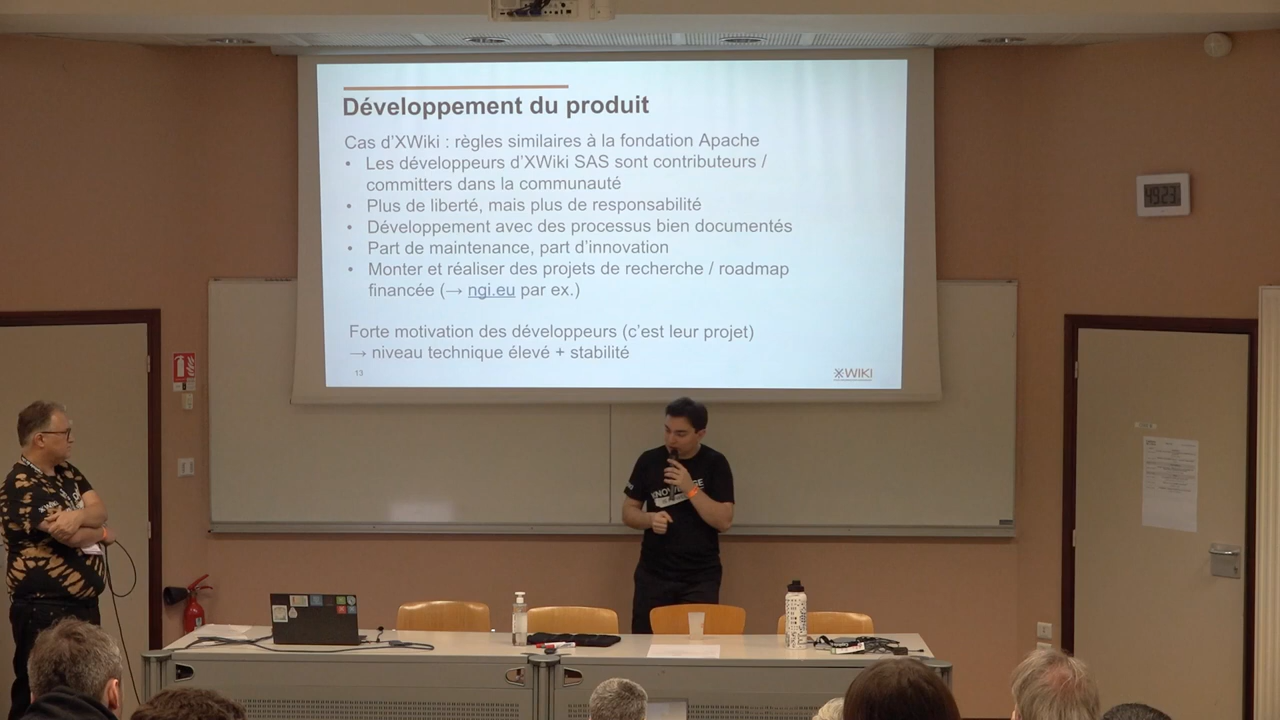 Développement du produit
Cas d'XWiki : règles similaires à la fondation Apache
• Les développeurs d'XWiki SAS sont contributeurs /
committers dans la communauté
• Plus de liberté, mais plus de responsabilité
• Développement avec des processus bien documentés
• Part de maintenance, part d'innovation
• Monter et réaliser des projets de recherche / roadmap
financée (→ ngi.eu par ex.)
Forte motivation des développeurs (c'est leur projet)
→ niveau technique élevé + stabilité
13
XWIKI
49:23